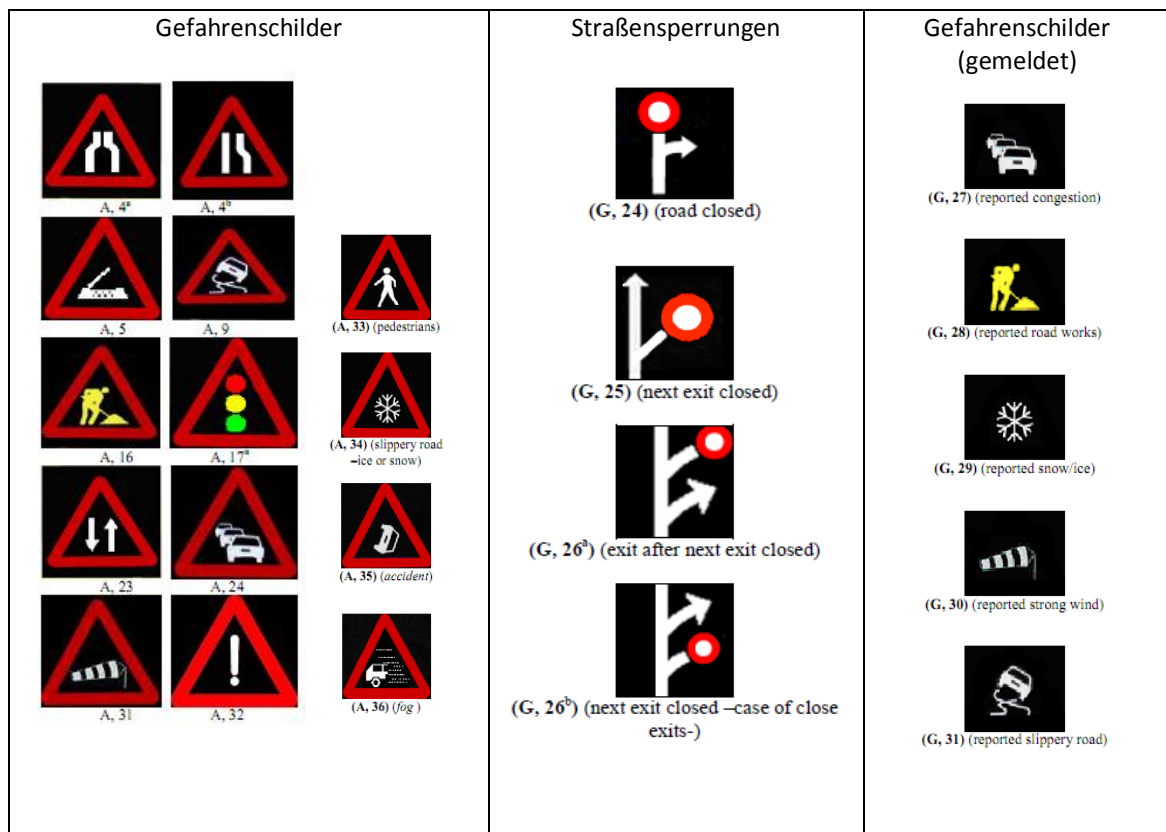 Gefahrenschilder
A, 4ª
A, 4ᵇ
A, 5
A, 9
(A, 33) (pedestrians)
A, 16
A, 17ª
(A, 34) (slippery road
–ice or snow)
A, 23
A, 24
(A, 35) (accident)
A, 31
A, 32
(A, 36) (fog )
Straßensperrungen
(G, 24) (road closed)
(G, 25) (next exit closed)
(G, 26ª) (exit after next exit closed)
(G, 26ᵇ) (next exit closed –case of close
exits-)
Gefahrenschilder
(gemeldet)
(G, 27) (reported congestion)
(G, 28) (reported road works)
(G, 29) (reported snow/ice)
(G, 30) (reported strong wind)
(G, 31) (reported slippery road)